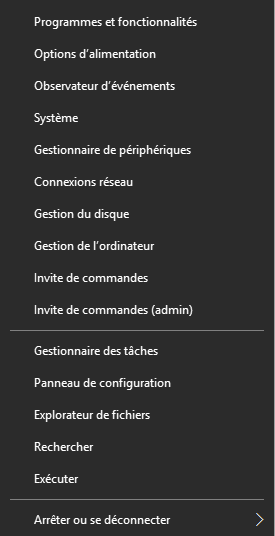 Programmes et fonctionnalités
Options d’alimentation
Observateur d’événements
Système
Gestionnaire de périphériques
Connexions réseau
Gestion du disque
Gestion de l’ordinateur
Invite de commandes
Invite de commandes (admin)
Gestionnaire des tâches
Panneau de configuration
Explorateur de fichiers
Rechercher
Exécuter
Arrêter ou se déconnecter